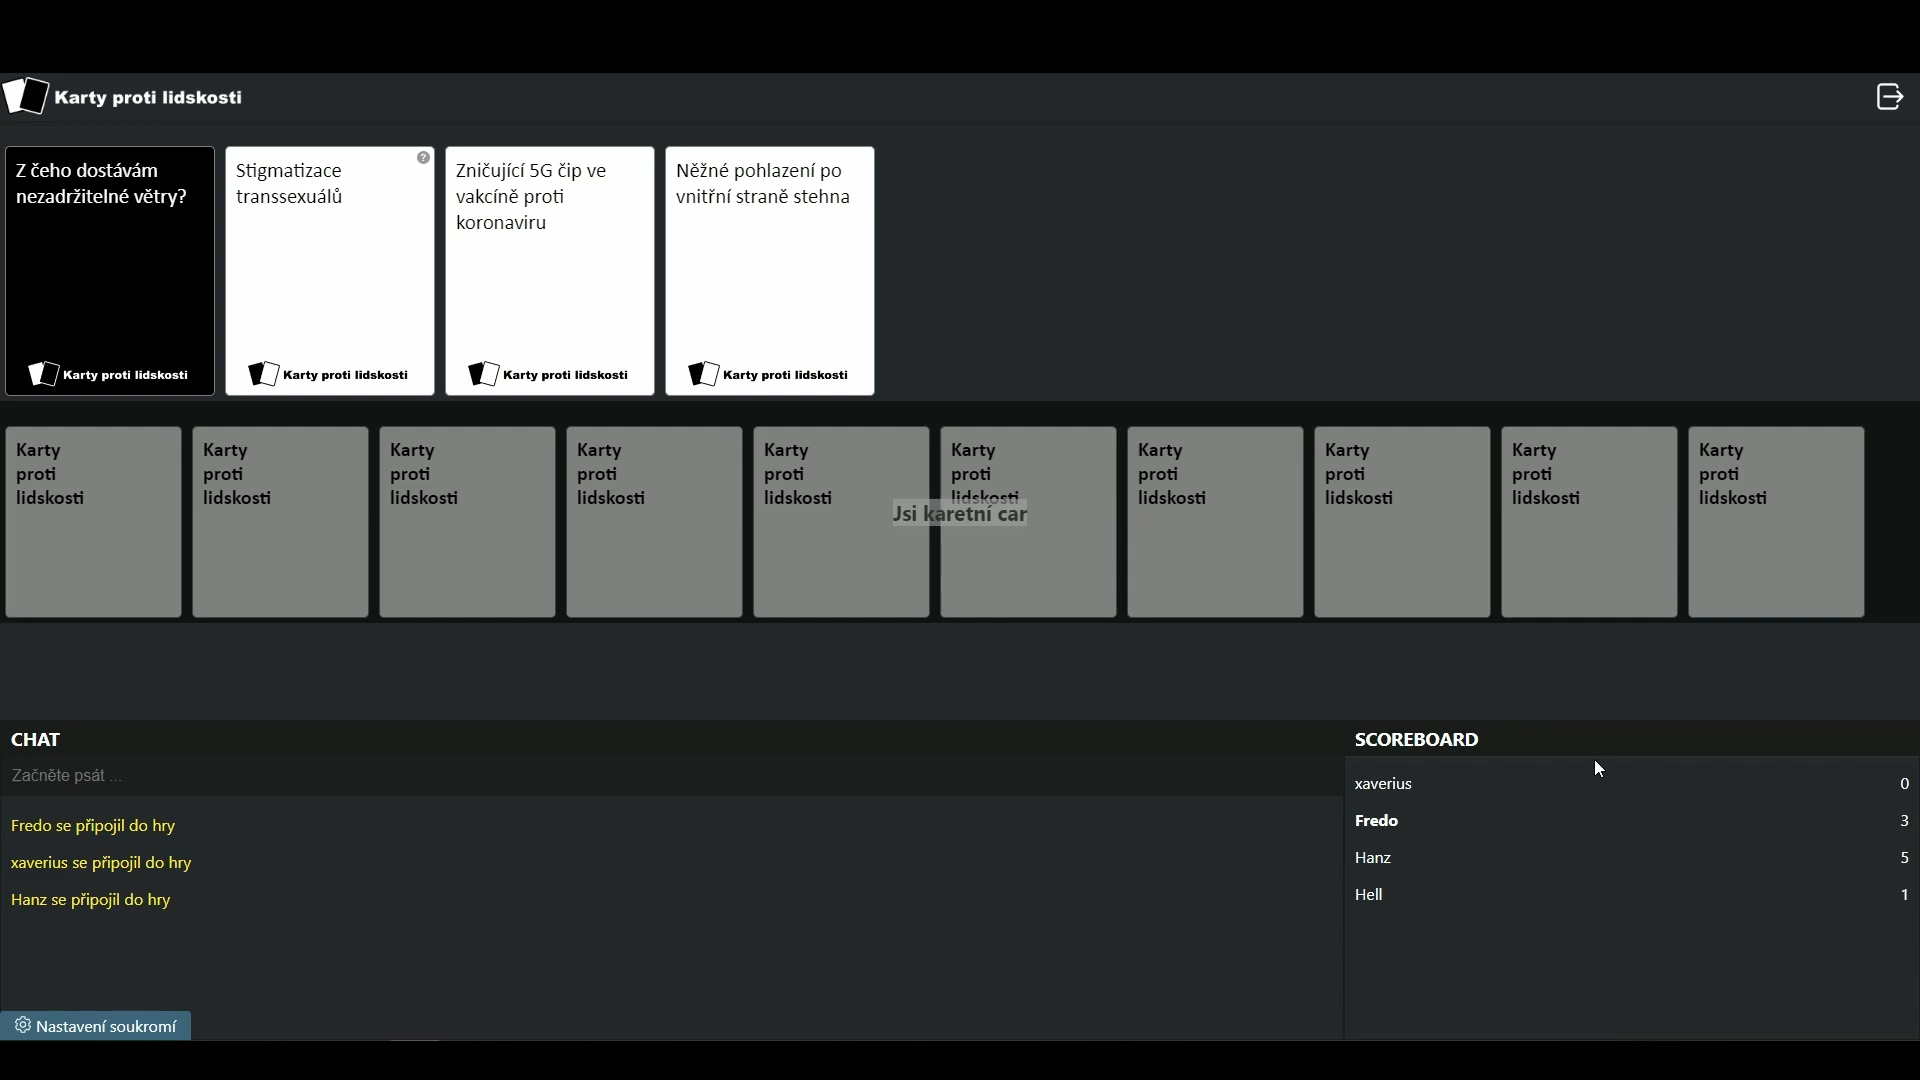 Karty proti lidskosti
Z čeho dostávám
nezadržitelné větry?
Karty proti lidskosti
Stigmatizace
transsexuálů
?
Karty proti lidskosti
Zničující 5G čip ve
vakcíně proti
koronaviru
Karty proti lidskosti
Něžné pohlazení po
vnitřní straně stehna
Karty proti lidskosti
Karty
proti
lidskosti
Karty
proti
lidskosti
Karty
proti
lidskosti
Karty
proti
lidskosti
Karty
proti
lidskosti
Karty
proti
lidskosti
Karty
proti
lidskosti
Karty
proti
lidskosti
Karty
proti
lidskosti
Karty
proti
lidskosti
Jsi karetní car
CHAT
Začněte psát ...
Fredo se připojil do hry
xaverius se připojil do hry
Hanz se připojil do hry
Nastavení soukromí
SCOREBOARD
xaverius 0
Fredo 3
Hanz 5
Hell 1